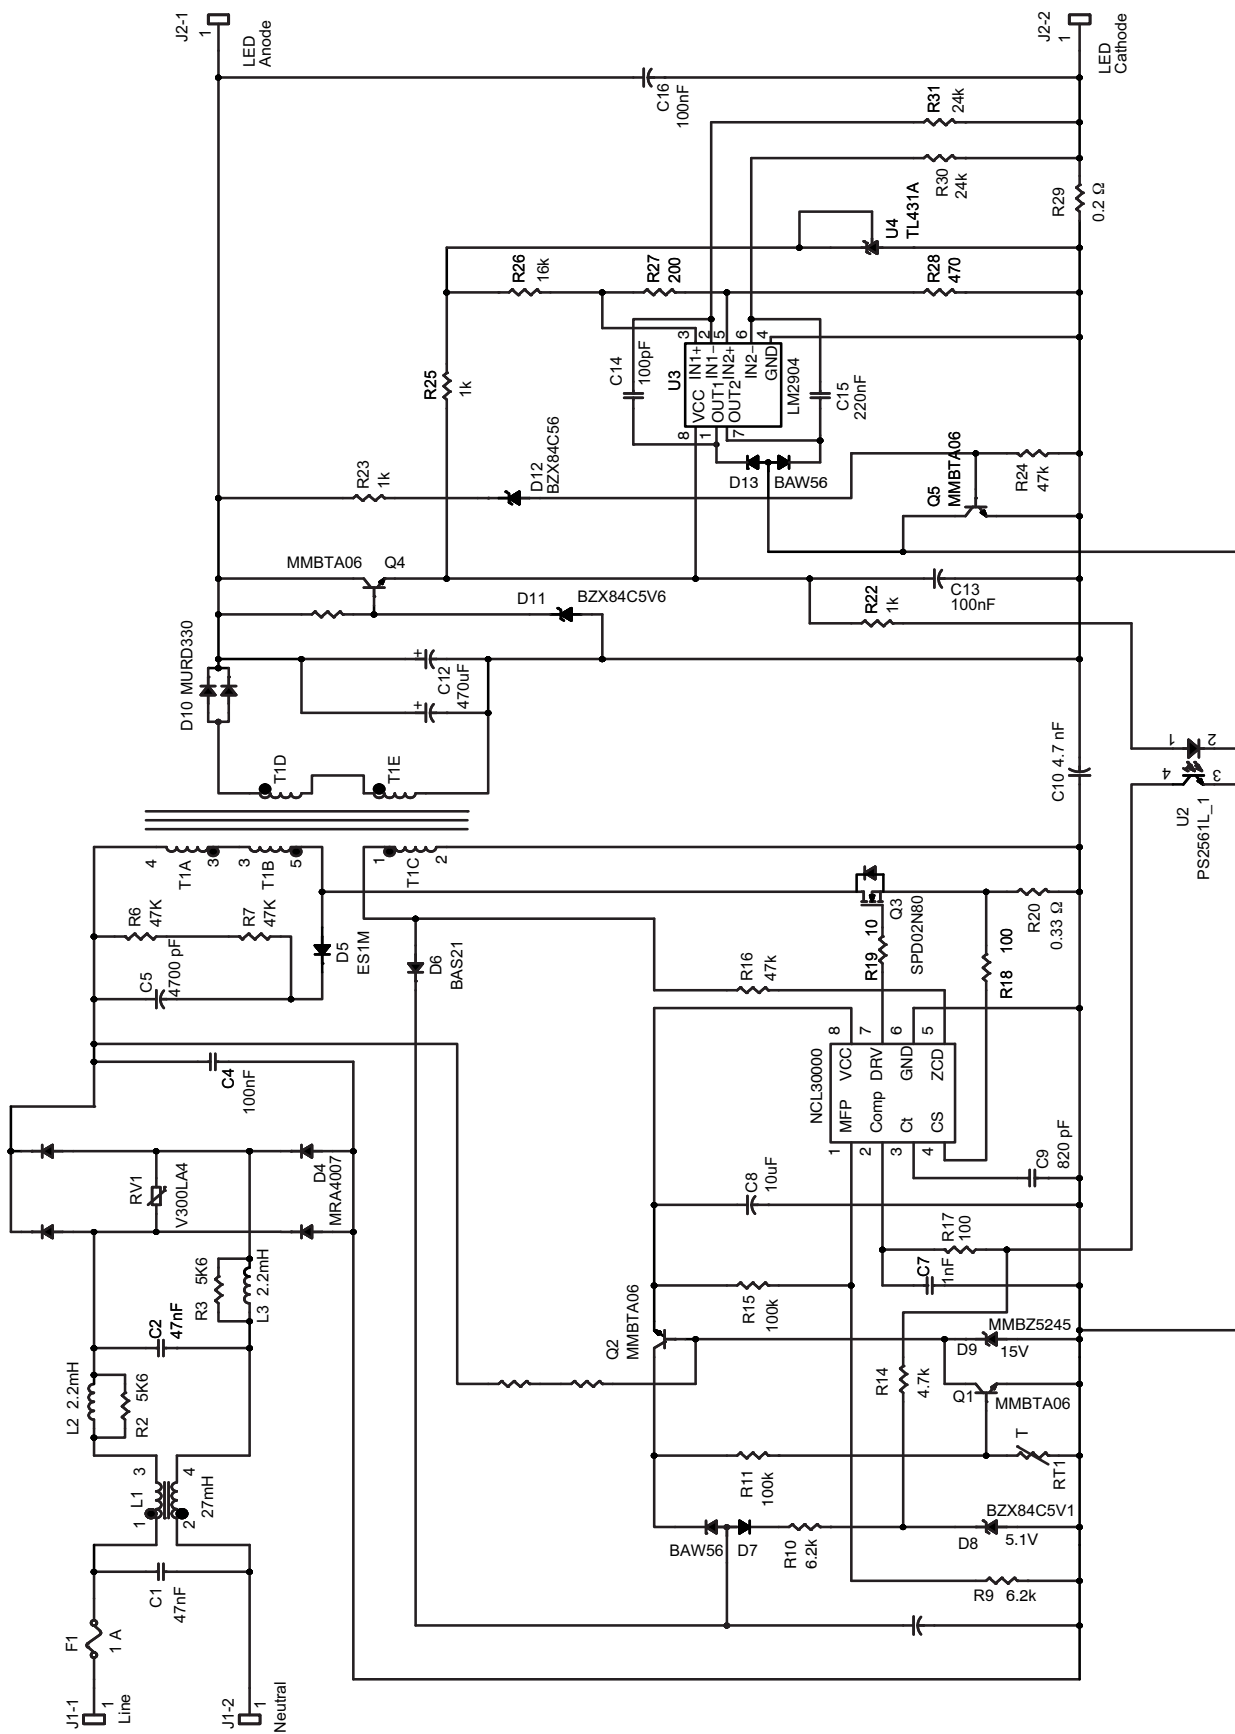 J1-1
1
Line
F1
1 A
J1-2
1
Neutral
C1
47nF
L1
1
3
2
4
27mH
L2 2.2mH
R2 5K6
C2
47nF
R3 5K6
L3 2.2mH
RV1
V300LA4
D4
MRA4007
C4
100nF
C5
4700 pF
R6
47K
R7
47K
D5
ES1M
4
T1A
3
3
T1B
5
1
T1C
2
D6
BAS21
T1D
T1E
D10 MURD330
C12
470uF
+
+
MMBTA06
Q4
D11
BZX84C5V6
R23
1k
D12
BZX84C56
R25
1k
R26
16k
R27
200
R28
470
C14
100pF
U3
8
VCC
IN1+
3
1
OUT1
IN1−
2
7
OUT2
IN2+
5
IN2−
6
GND
4
LM2904
C15
220nF
D13
BAW56
Q5
MMBTA06
R24
47k
U4
TL431A
R30
24k
R31
24k
R29
0.2 Ω
C16
100nF
J2-1
1
LED
Anode
J2-2
1
LED
Cathode
R22
1k
C13
100nF
C10 4.7 nF
1
2
4
3
U2
PS2561L_1
R16
47k
R19 10
Q3
SPD02N80
R18 100
R20
0.33 Ω
NCL30000
1
MFP
VCC
8
2
Comp
DRV
7
3
Ct
GND
6
4
CS
ZCD
5
C8
10uF
C9
820 pF
R17
100
C7
1nF
R15
100k
Q2
MMBTA06
R14
4.7k
D9
MMBZ5245
15V
Q1
MMBTA06
R11
100k
T
RT1
BAW56
D7
R10
6.2k
D8
BZX84C5V1
5.1V
R9 6.2k